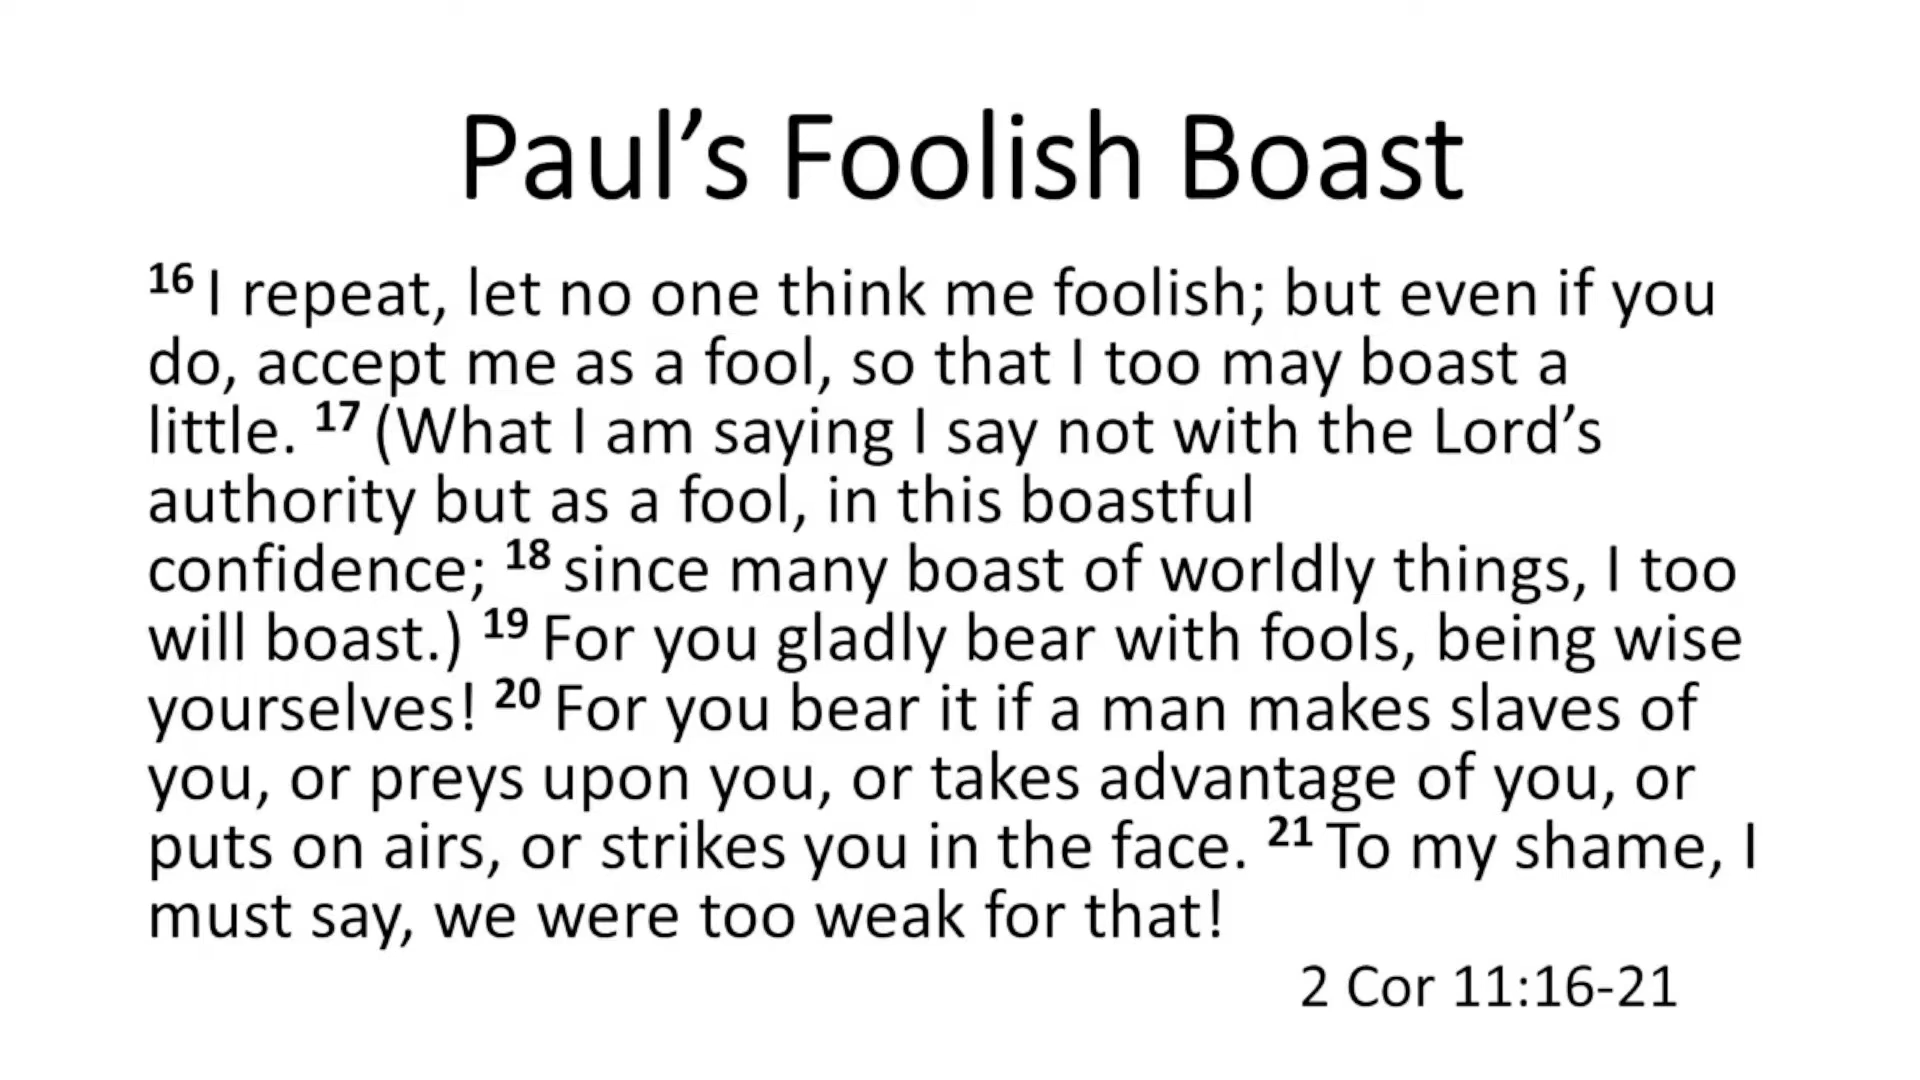 Paul’s Foolish Boast
16 I repeat, let no one think me foolish; but even if you
do, accept me as a fool, so that I too may boast a
little. 17 (What I am saying I say not with the Lord’s
authority but as a fool, in this boastful
confidence; 18 since many boast of worldly things, I too
will boast.) 19 For you gladly bear with fools, being wise
yourselves! 20 For you bear it if a man makes slaves of
you, or preys upon you, or takes advantage of you, or
puts on airs, or strikes you in the face. 21 To my shame, I
must say, we were too weak for that!
2 Cor 11:16-21